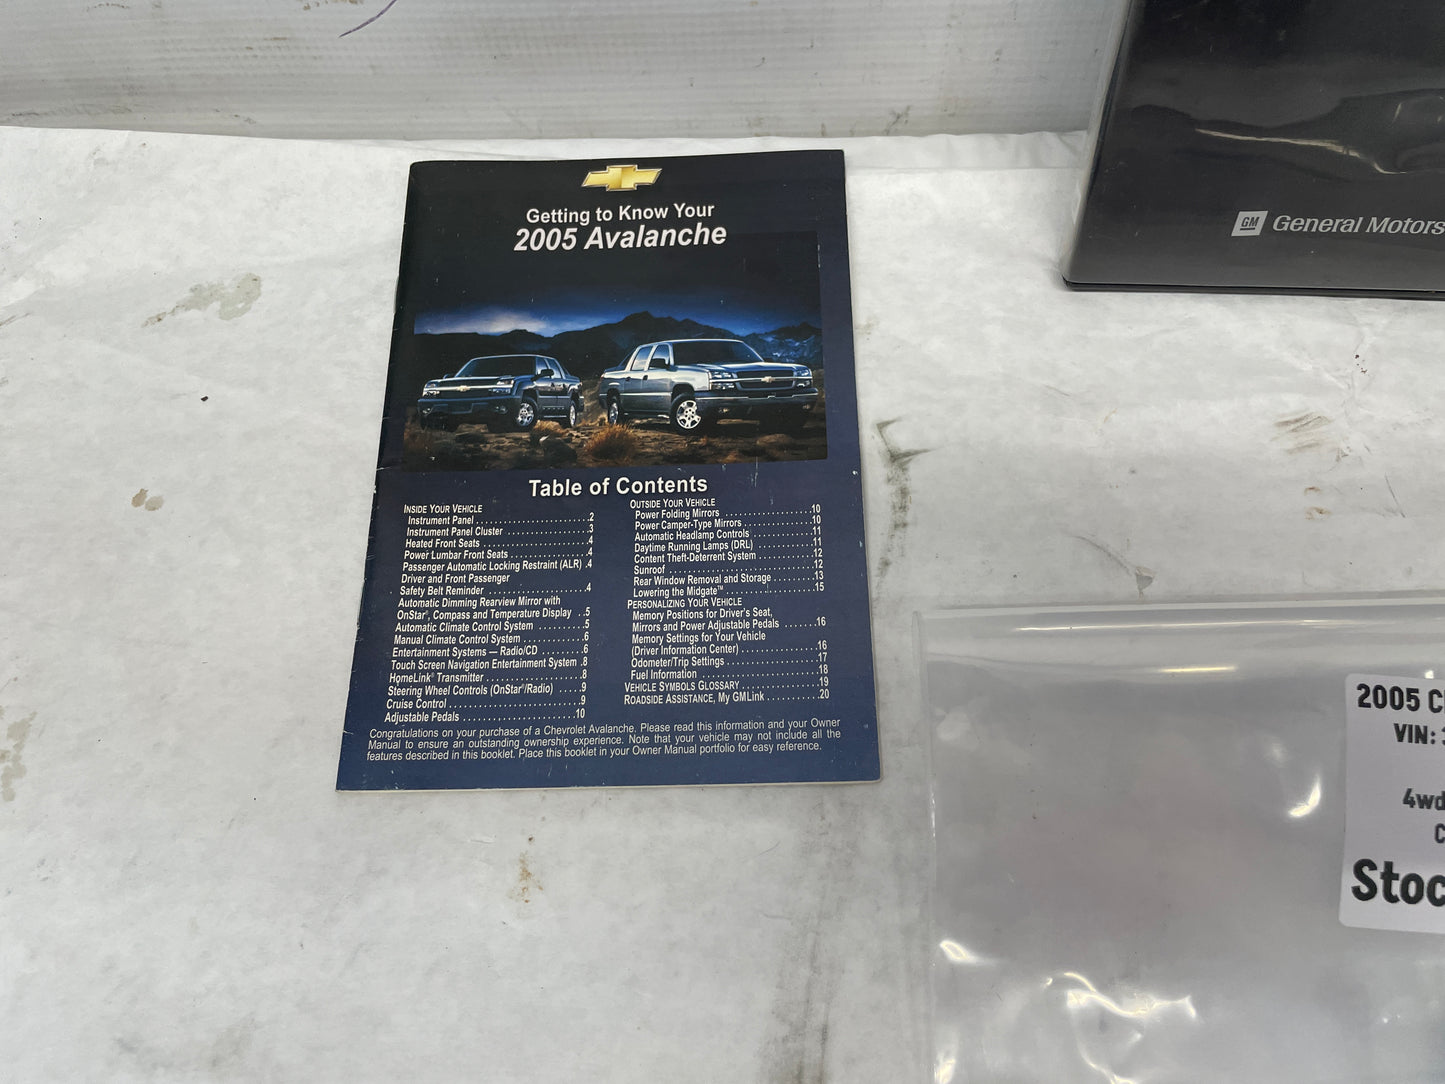 Getting to Know Your
2005 Avalanche
Table of Contents
INSIDE YOUR VEHICLE
Instrument Panel . . . . . . . . . . . . . . . . . . . . . . .2
Instrument Panel Cluster . . . . . . . . . . . . . . . . .3
Heated Front Seats . . . . . . . . . . . . . . . . . . . . . .4
Power Lumbar Front Seats . . . . . . . . . . . . . . . .4
Passenger Automatic Locking Restraint (ALR) .4
Driver and Front Passenger
Safety Belt Reminder . . . . . . . . . . . . . . . . . . . .4
Automatic Dimming Rearview Mirror with
OnStar®, Compass and Temperature Display . .5
Automatic Climate Control System . . . . . . . . .5
Manual Climate Control System . . . . . . . . . . . .6
Entertainment Systems — Radio/CD . . . . . . . .6
Touch Screen Navigation Entertainment System .8
HomeLink® Transmitter . . . . . . . . . . . . . . . . . . .8
Steering Wheel Controls (OnStar®/Radio) . . . . .9
Cruise Control . . . . . . . . . . . . . . . . . . . . . . . . . .9
Adjustable Pedals . . . . . . . . . . . . . . . . . . . . . .10
OUTSIDE YOUR VEHICLE
Power Folding Mirrors . . . . . . . . . . . . . . . . . .10
Power Camper-Type Mirrors . . . . . . . . . . . . . .10
Automatic Headlamp Controls . . . . . . . . . . . . .11
Daytime Running Lamps (DRL) . . . . . . . . . . . .11
Content Theft-Deterrent System . . . . . . . . . . .12
Sunroof . . . . . . . . . . . . . . . . . . . . . . . . . . . . .12
Rear Window Removal and Storage . . . . . . . . .13
Lowering the Midgate™ . . . . . . . . . . . . . . . . . .15
PERSONALIZING YOUR VEHICLE
Memory Positions for Driver's Seat,
Mirrors and Power Adjustable Pedals . . . . . . .16
Memory Settings for Your Vehicle
(Driver Information Center) . . . . . . . . . . . . . . .16
Odometer/Trip Settings . . . . . . . . . . . . . . . . . . .17
Fuel Information . . . . . . . . . . . . . . . . . . . . . . . .18
VEHICLE SYMBOLS GLOSSARY . . . . . . . . . . . . . . . .19
ROADSIDE ASSISTANCE, My GMLink . . . . . . . . . . .20
Congratulations on your purchase of a Chevrolet Avalanche. Please read this information and your Owner
Manual to ensure an outstanding ownership experience. Note that your vehicle may not include all the
features described in this booklet. Place this booklet in your Owner Manual portfolio for easy reference.
GM General Motors
2005 C
VIN: 3
4wd
C
Stoc